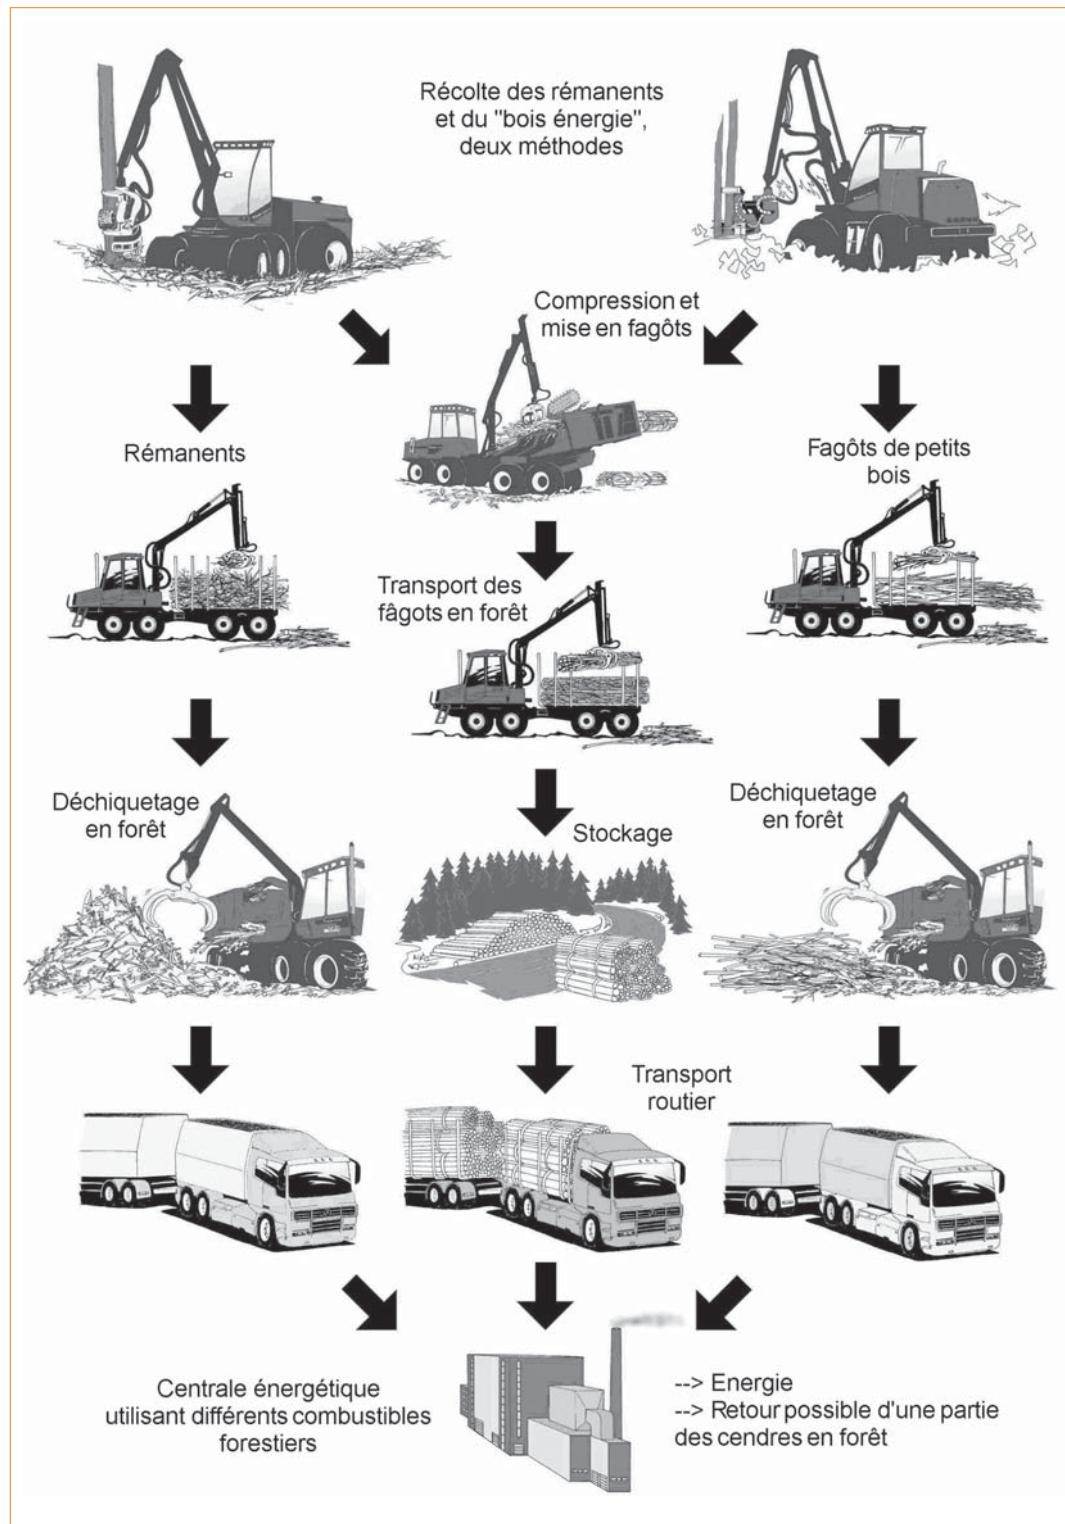 Récolte des rémanents
et du "bois énergie",
deux méthodes
Compression et
mise en fagôts
Rémanents
Fagôts de petits
bois
Transport des
fâgots en forêt
Déchiquetage
en forêt
Stockage
Déchiquetage
en forêt
Transport
routier
Centrale énergétique
utilisant différents combustibles
forestiers
--> Energie
--> Retour possible d'une partie
des cendres en forêt